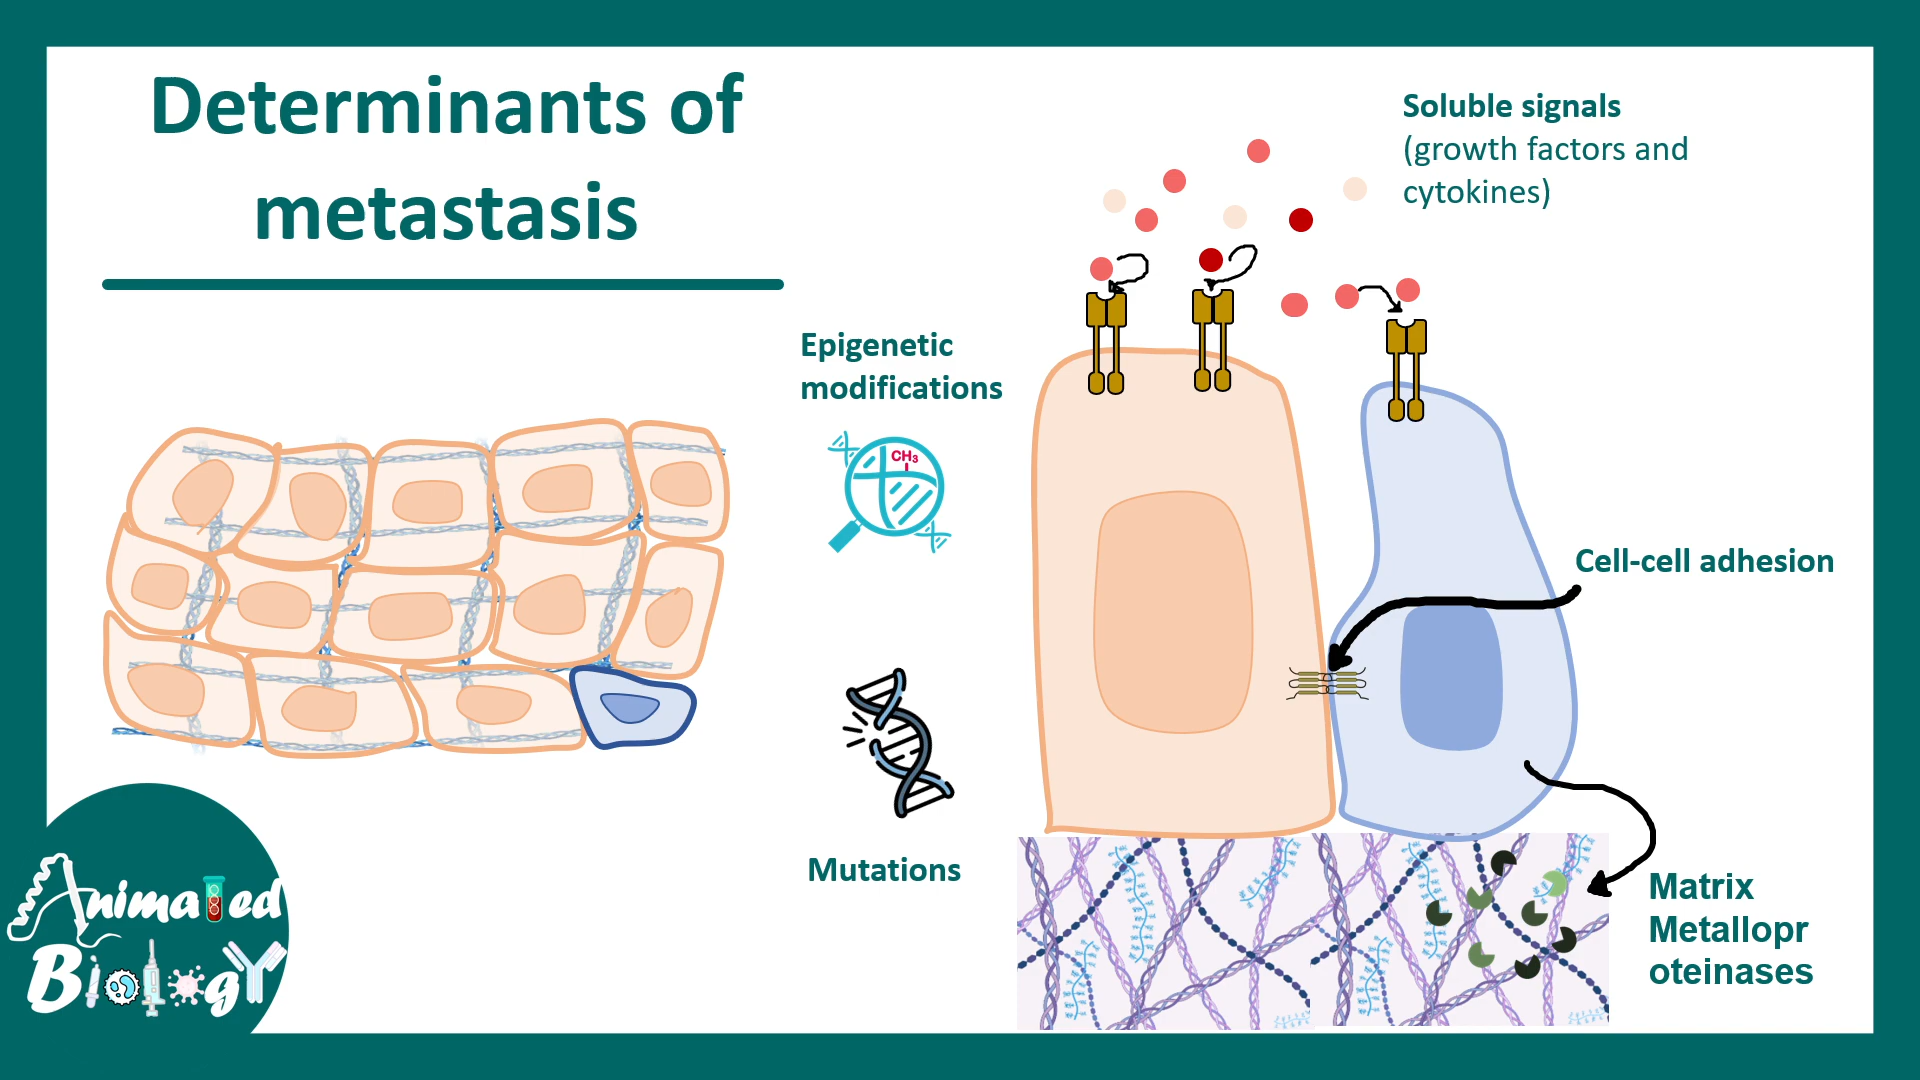 Determinants of
metastasis
Soluble signals
(growth factors and
cytokines)
Epigenetic
modifications
CH₃
Cell-cell adhesion
Mutations
Matrix
Metallopr
oteinases
Animated
Biology